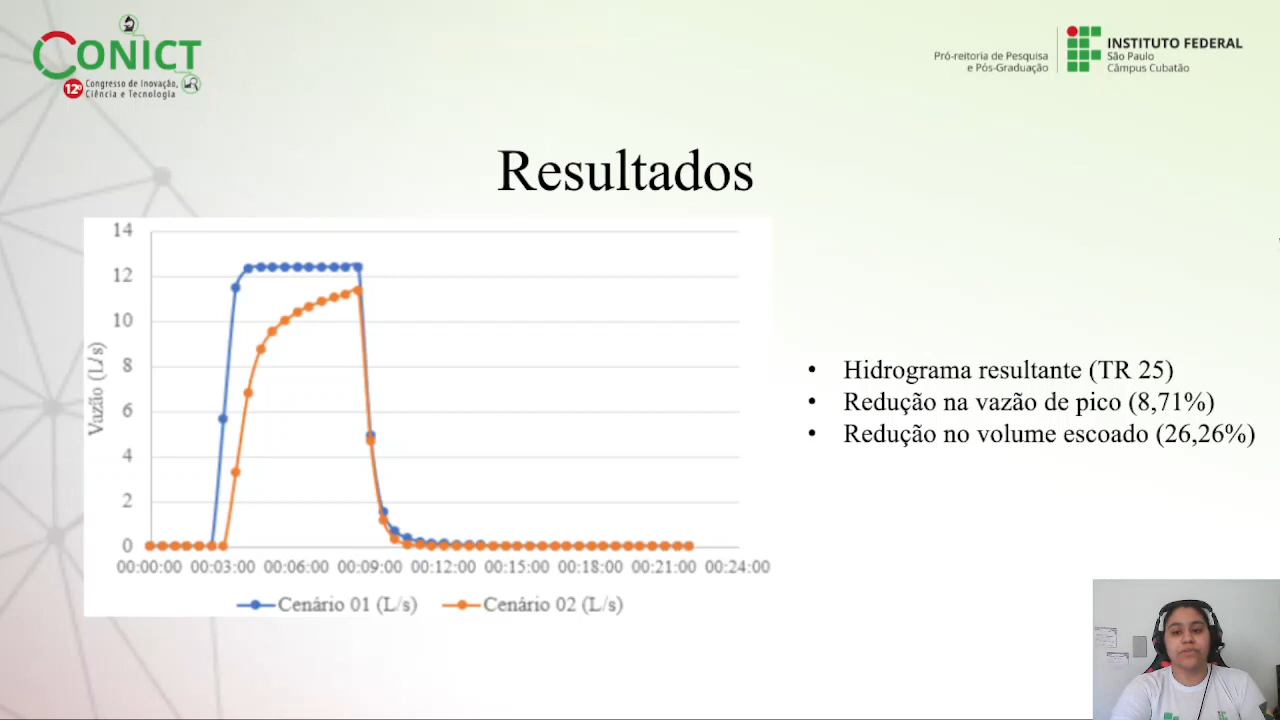 CONICT
12º Congresso de Inovação,
Ciência e Tecnologia
Pró-reitoria de Pesquisa
e Pós-Graduação
INSTITUTO FEDERAL
São Paulo
Câmpus Cubatão
Resultados
14
12
10
8
6
4
2
0
Vazão (L/s)
00:00:00 00:03:00 00:06:00 00:09:00 00:12:00 00:15:00 00:18:00 00:21:00 00:24:00
Cenário 01 (L/s) Cenário 02 (L/s)
• Hidrograma resultante (TR 25)
• Redução na vazão de pico (8,71%)
• Redução no volume escoado (26,26%)